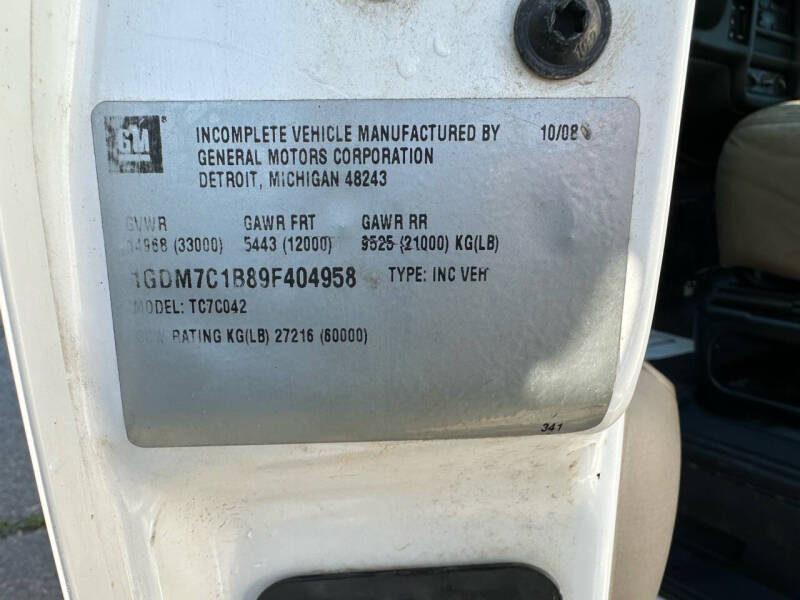 GM ® INCOMPLETE VEHICLE MANUFACTURED BY 10/08
GENERAL MOTORS CORPORATION
DETROIT, MICHIGAN 48243
GVWR GAWR FRT GAWR RR
14968 (33000) 5443 (12000) 9525 (21000) KG(LB)
1GDM7C1B89F404958 TYPE: INC VEH
MODEL: TC7C042
RATING KG(LB) 27216 (60000)
341